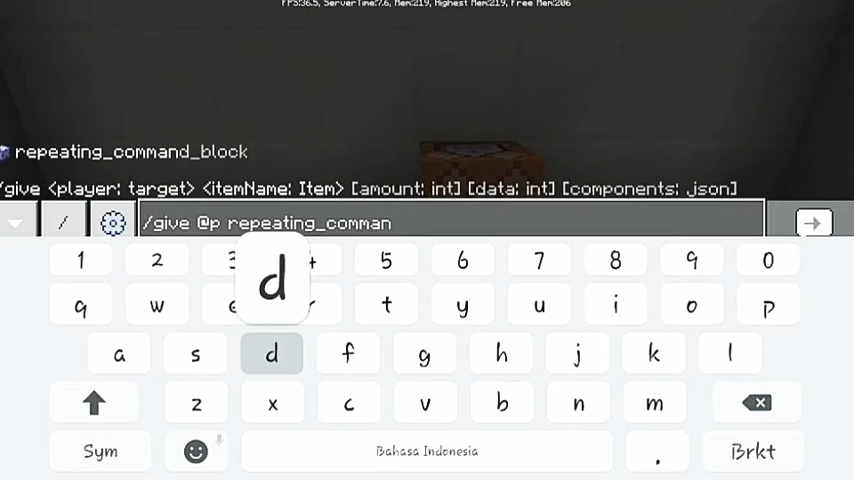 FPS:36.5, ServerTime:7.6, Mem:219, Highest Mem:219, Free Mem:206
repeating_command_block
/give <player: target> <itemName: Item> [amount: int] [data: int] [components: json]
/
/give @p repeating_comman
1 2 3 4 5 6 7 8 9 0
d
q w e r t y u i o p
a s d f g h j k l
z x c v b n m
Sym Bahasa Indonesia . Brkt